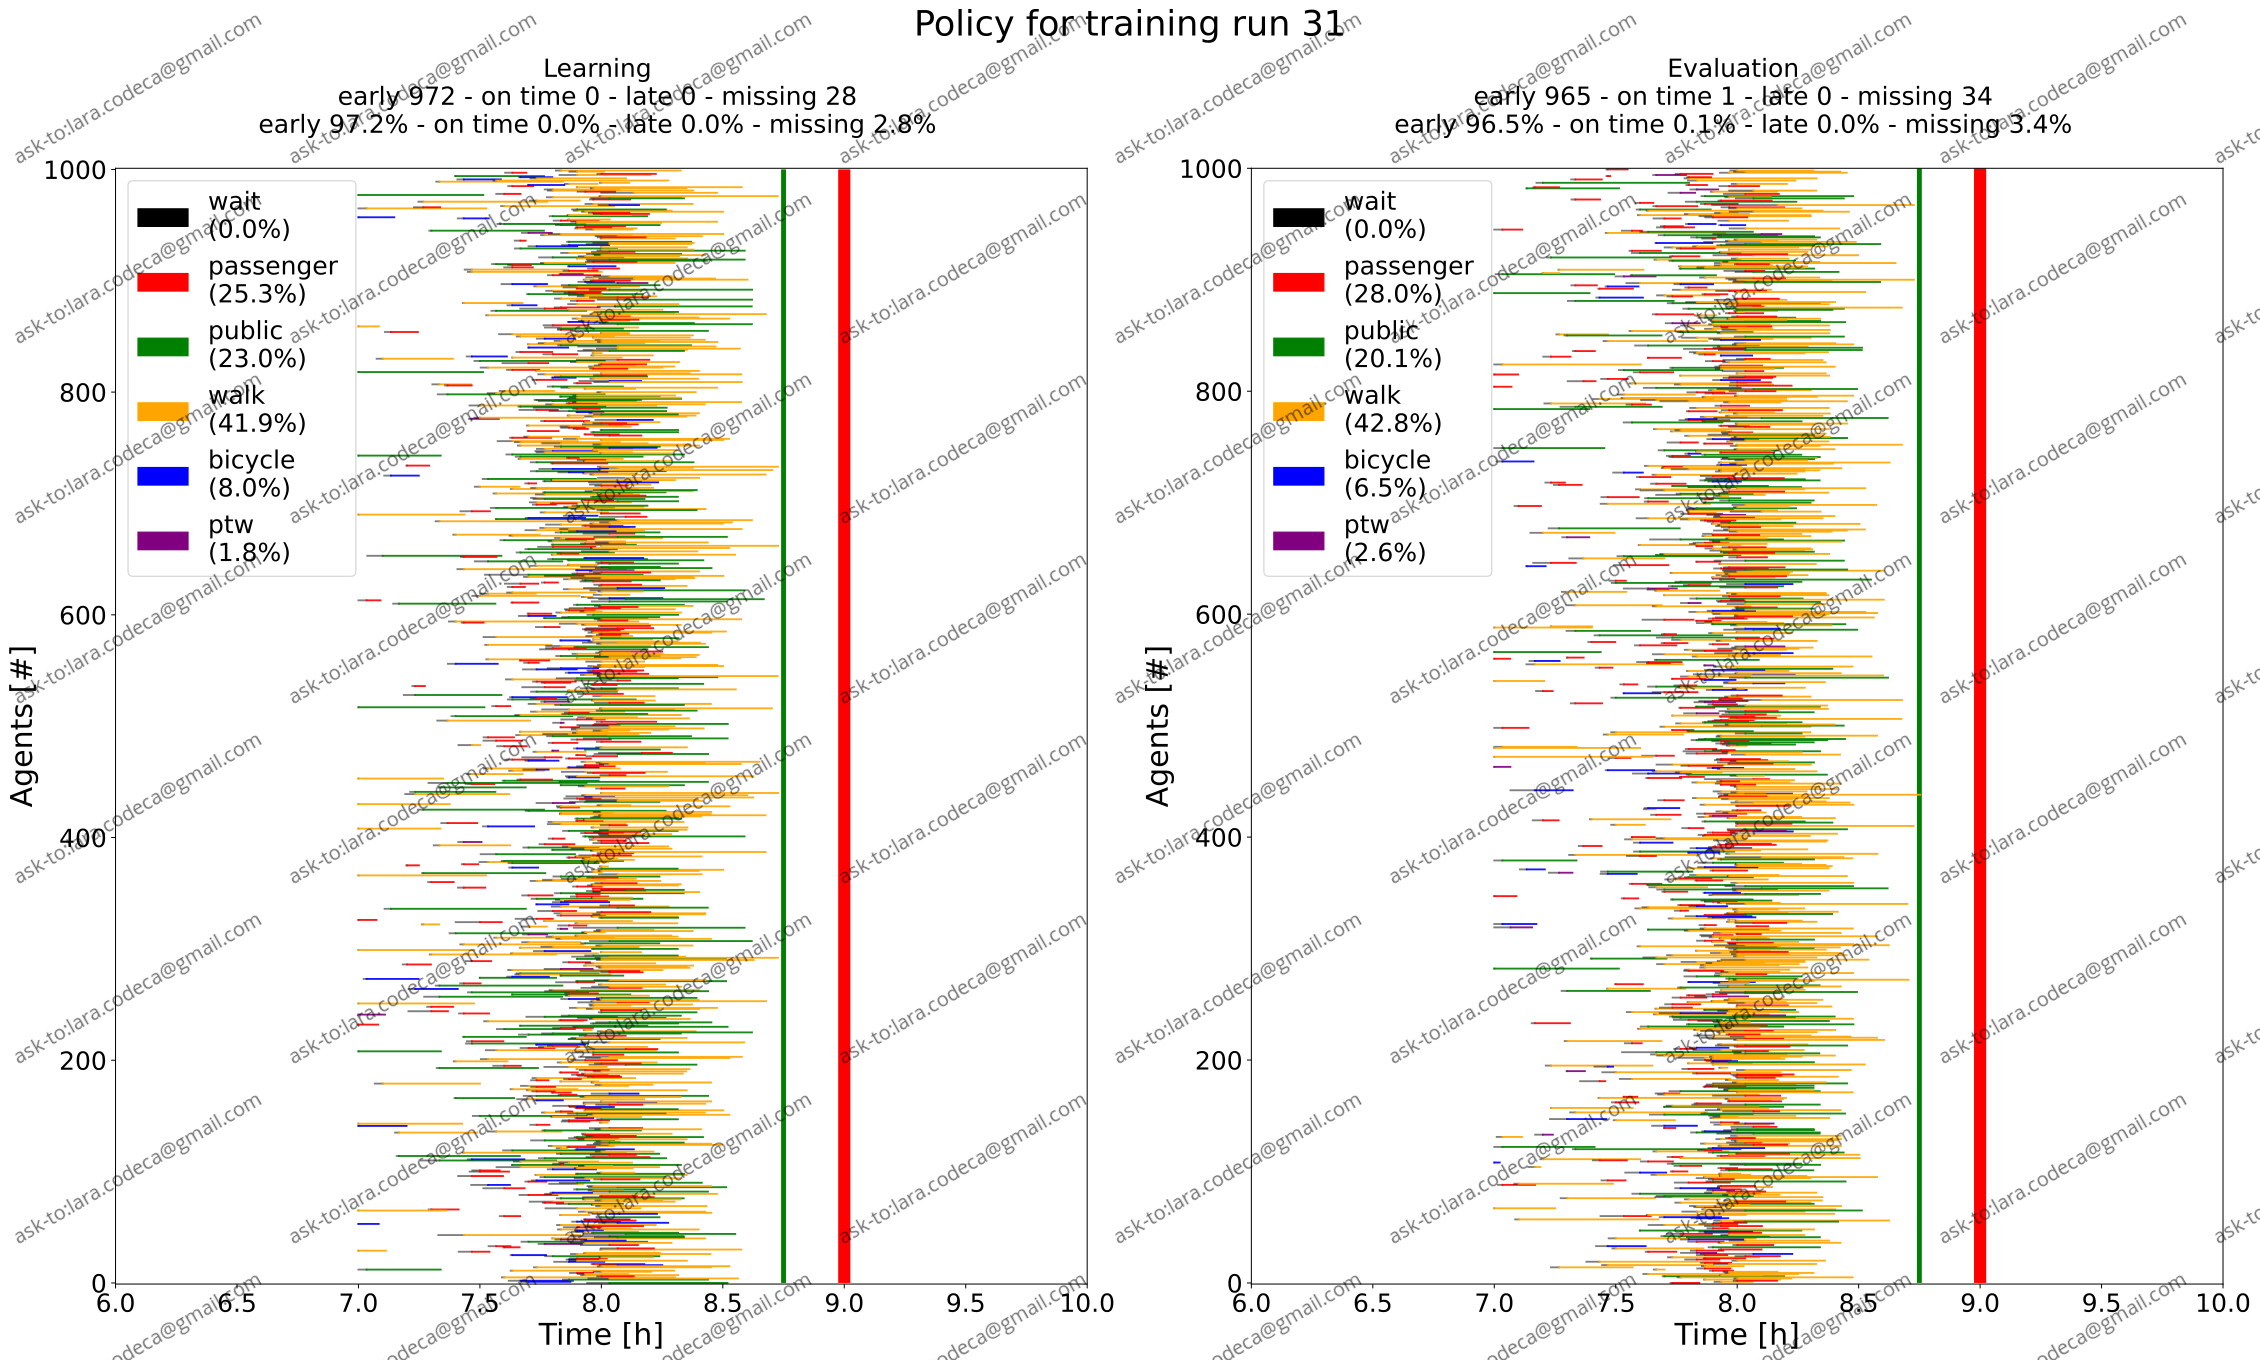 Policy for training run 31
Learning
early 972 - on time 0 - late 0 - missing 28
early 97.2% - on time 0.0% - late 0.0% - missing 2.8%
1000
800
600
400
200
0
Agents [#]
wait
(0.0%)
passenger
(25.3%)
public
(23.0%)
walk
(41.9%)
bicycle
(8.0%)
ptw
(1.8%)
6.0 6.5 7.0 7.5 8.0 8.5 9.0 9.5 10.0
Time [h]
Evaluation
early 965 - on time 1 - late 0 - missing 34
early 96.5% - on time 0.1% - late 0.0% - missing 3.4%
1000
800
600
400
200
0
Agents [#]
wait
(0.0%)
passenger
(28.0%)
public
(20.1%)
walk
(42.8%)
bicycle
(6.5%)
ptw
(2.6%)
6.0 6.5 7.0 7.5 8.0 8.5 9.0 9.5 10.0
Time [h]
ask-to:lara.codeca@gmail.com